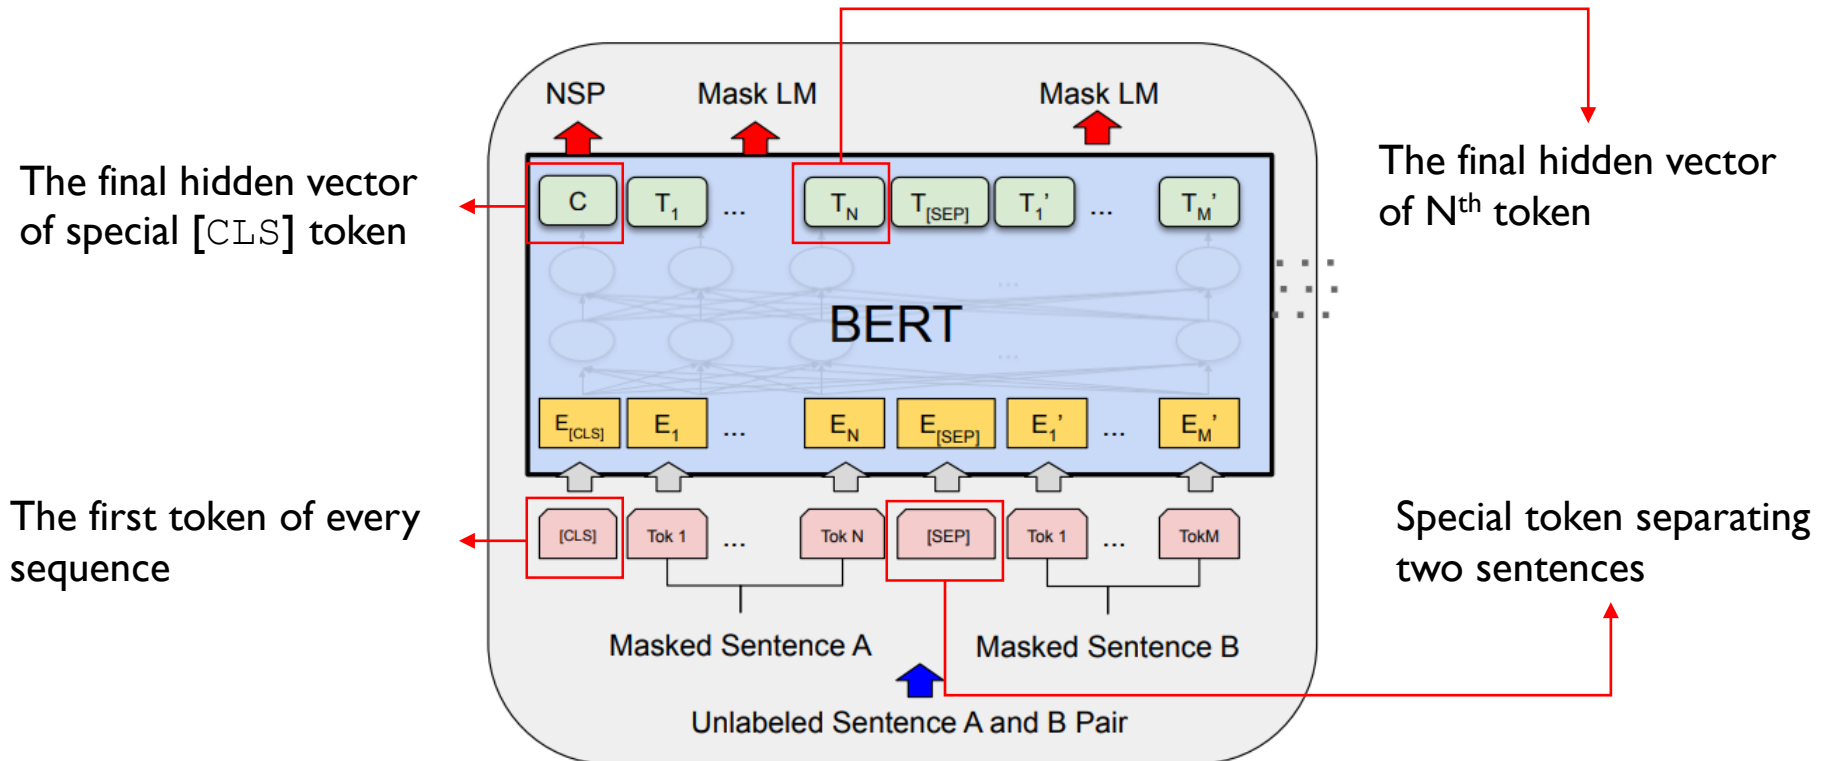 NSP Mask LM Mask LM
The final hidden vector
of special [CLS] token
The final hidden vector
of Nth token
C T1 ... TN T[SEP] T1' ... TM'
...
BERT
...
E[CLS] E1 ... EN E[SEP] E1' ... EM'
The first token of every
sequence
[CLS] Tok 1 ... Tok N [SEP] Tok 1 ... TokM
Special token separating
two sentences
Masked Sentence A Masked Sentence B
Unlabeled Sentence A and B Pair